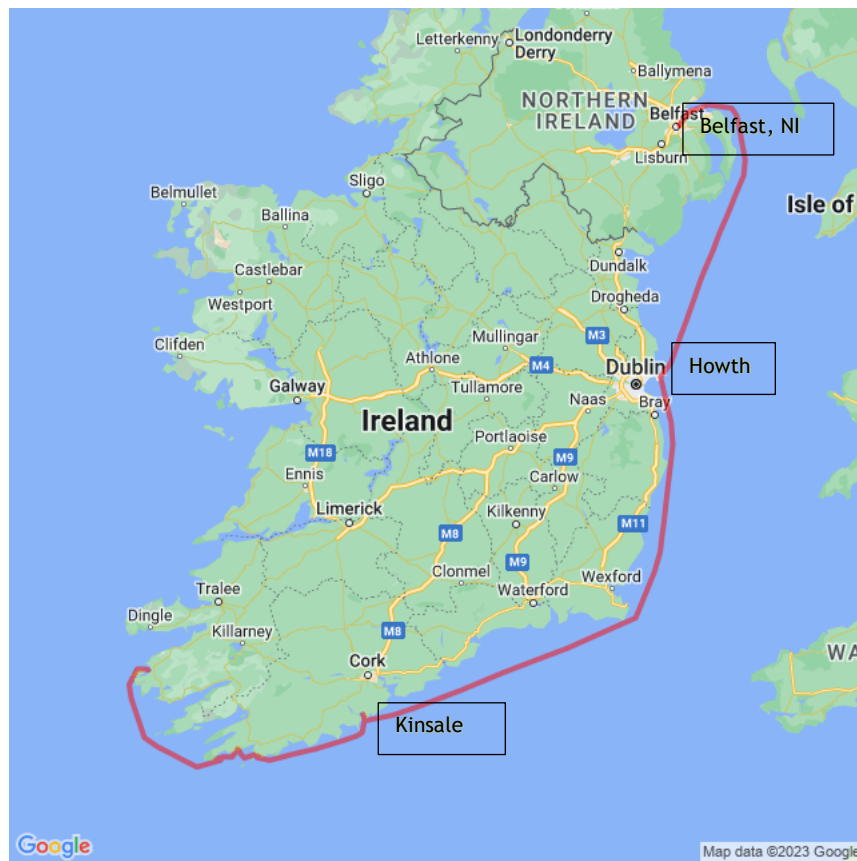 Letterkenny
Londonderry
Derry
Ballymena
NORTHERN
IRELAND
Belfast
Belfast, NI
Lisburn
Sligo
Belmullet
Ballina
Isle of
Dundalk
Castlebar
Westport
Drogheda
Clifden
Mullingar
M3
Athlone
M4
Dublin
Howth
Galway
Tullamore
Naas
Bray
Ireland
Portlaoise
M18
M9
Ennis
Carlow
Limerick
Kilkenny
M11
M8
M9
Clonmel
Wexford
Tralee
Waterford
Dingle
Killarney
M8
WA
Cork
Kinsale
Google
Map data ©2023 Google